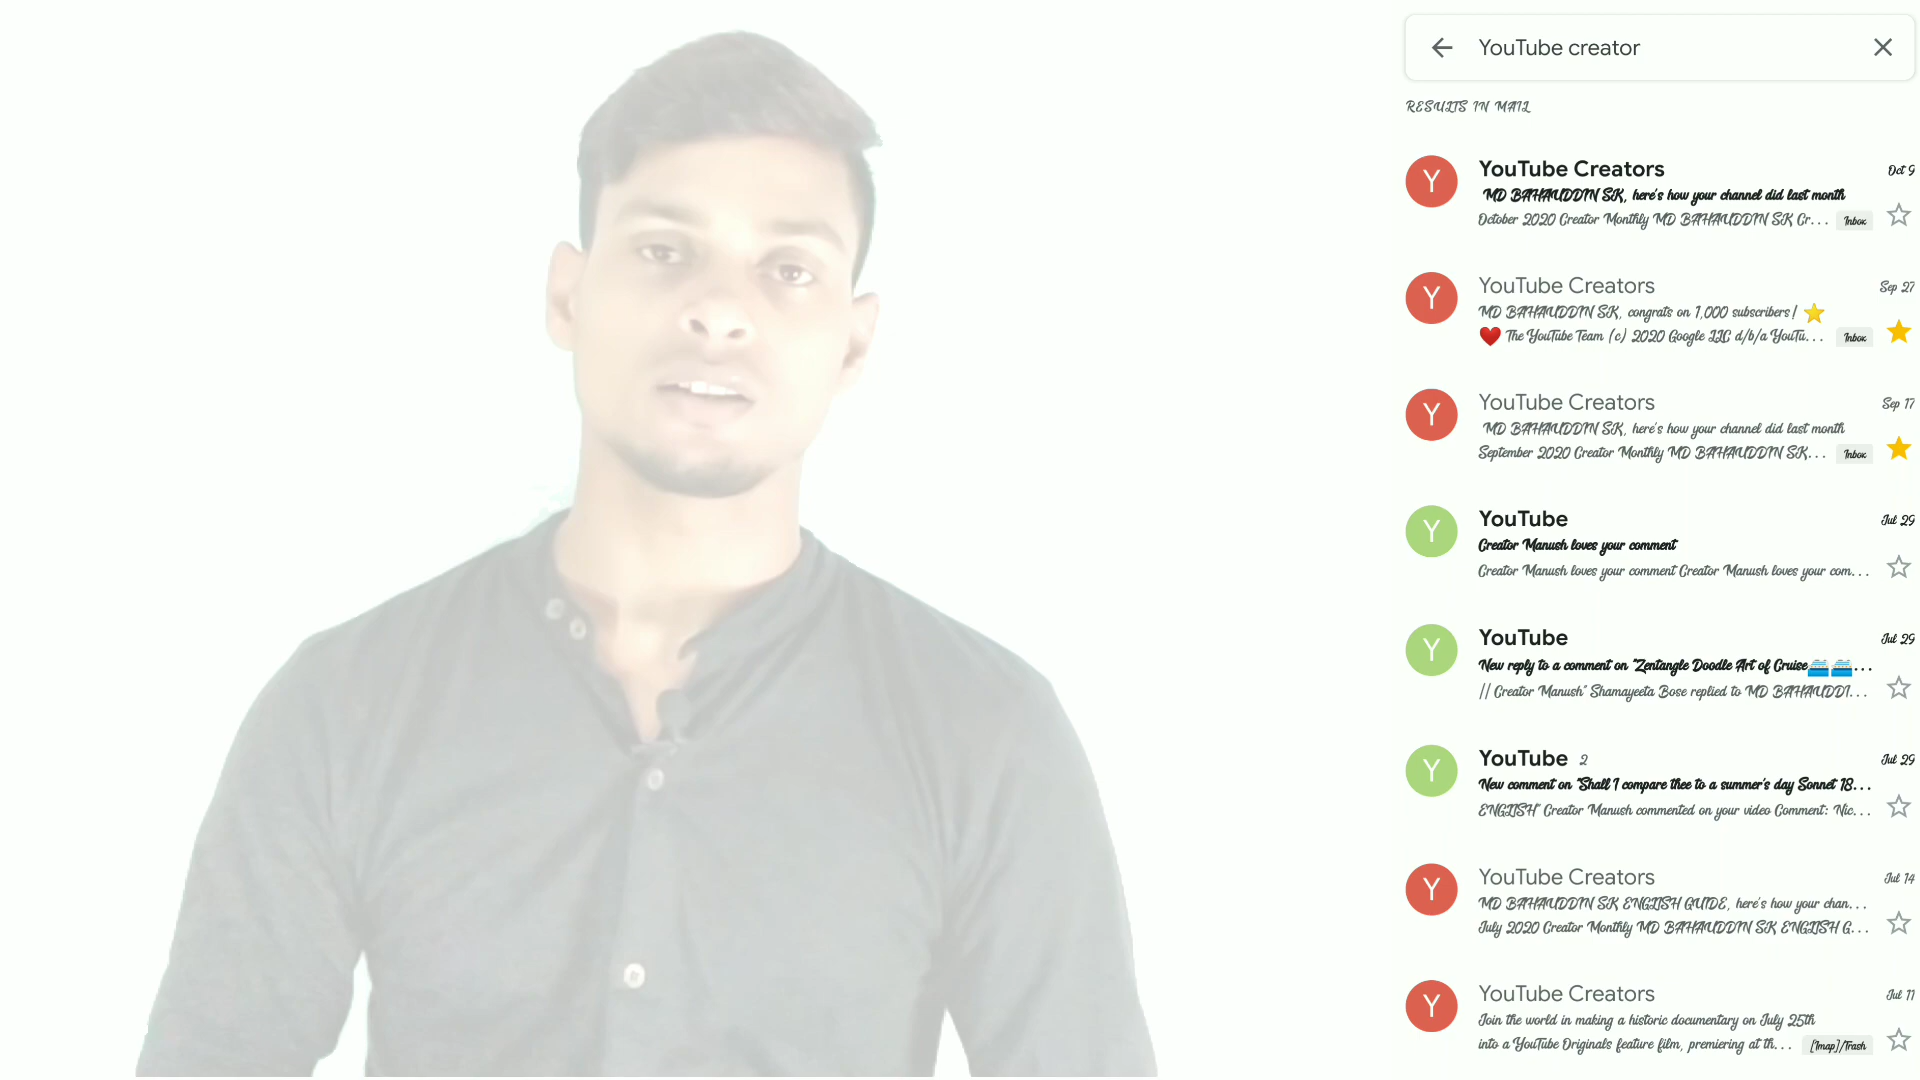 YouTube creator
RESULTS IN MAIL
Y
YouTube Creators
Oct 9
MD BAHAUDDIN SK, here's how your channel did last month
October 2020 Creator Monthly MD BAHAUDDIN SK Cr...
Inbox
Y
YouTube Creators
Sep 27
MD BAHAUDDIN SK, congrats on 1,000 subscribers! ⭐
❤️ The YouTube Team (c) 2020 Google LLC d/b/a YouTu...
Inbox
Y
YouTube Creators
Sep 17
MD BAHAUDDIN SK, here's how your channel did last month
September 2020 Creator Monthly MD BAHAUDDIN SK...
Inbox
Y
YouTube
Jul 29
Creator Manush loves your comment
Creator Manush loves your comment Creator Manush loves your com...
Y
YouTube
Jul 29
New reply to a comment on "Zentangle Doodle Art of Cruise🚢🚢...
// Creator Manush" Shamayeeta Bose replied to MD BAHAUDDI...
Y
YouTube 2
Jul 29
New comment on "Shall I compare thee to a summer's day Sonnet 18...
ENGLISH" Creator Manush commented on your video Comment: Nic...
Y
YouTube Creators
Jul 14
MD BAHAUDDIN SK ENGLISH GUIDE, here's how your chan...
July 2020 Creator Monthly MD BAHAUDDIN SK ENGLISH G...
Y
YouTube Creators
Jul 11
Join the world in making a historic documentary on July 25th
into a YouTube Originals feature film, premiering at th...
[Imap]/Trash